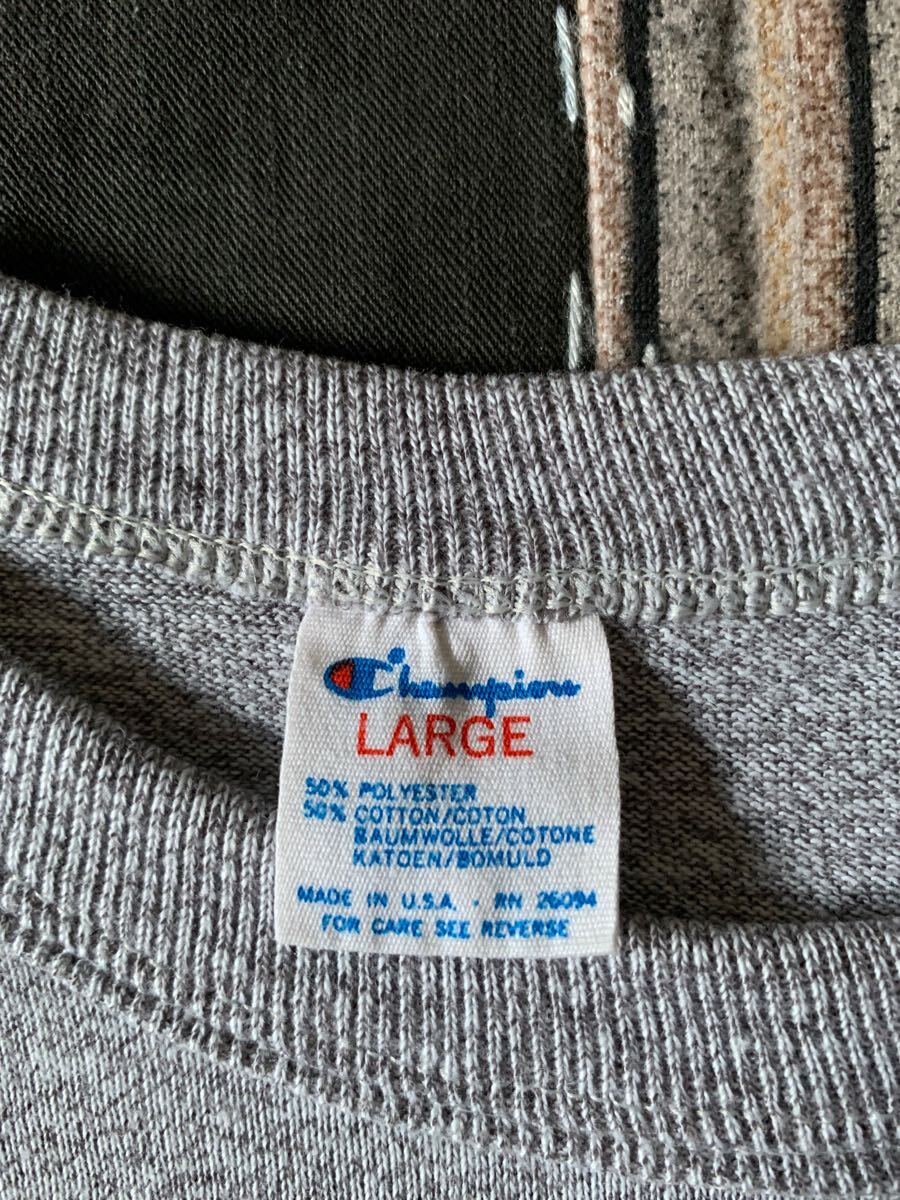 Champion
LARGE
50% POLYESTER
50% COTTON/COTON
BAUMWOLLE/COTONE
KATOEN/BOMULD
MADE IN U.S.A. · RN 26094
FOR CARE SEE REVERSE